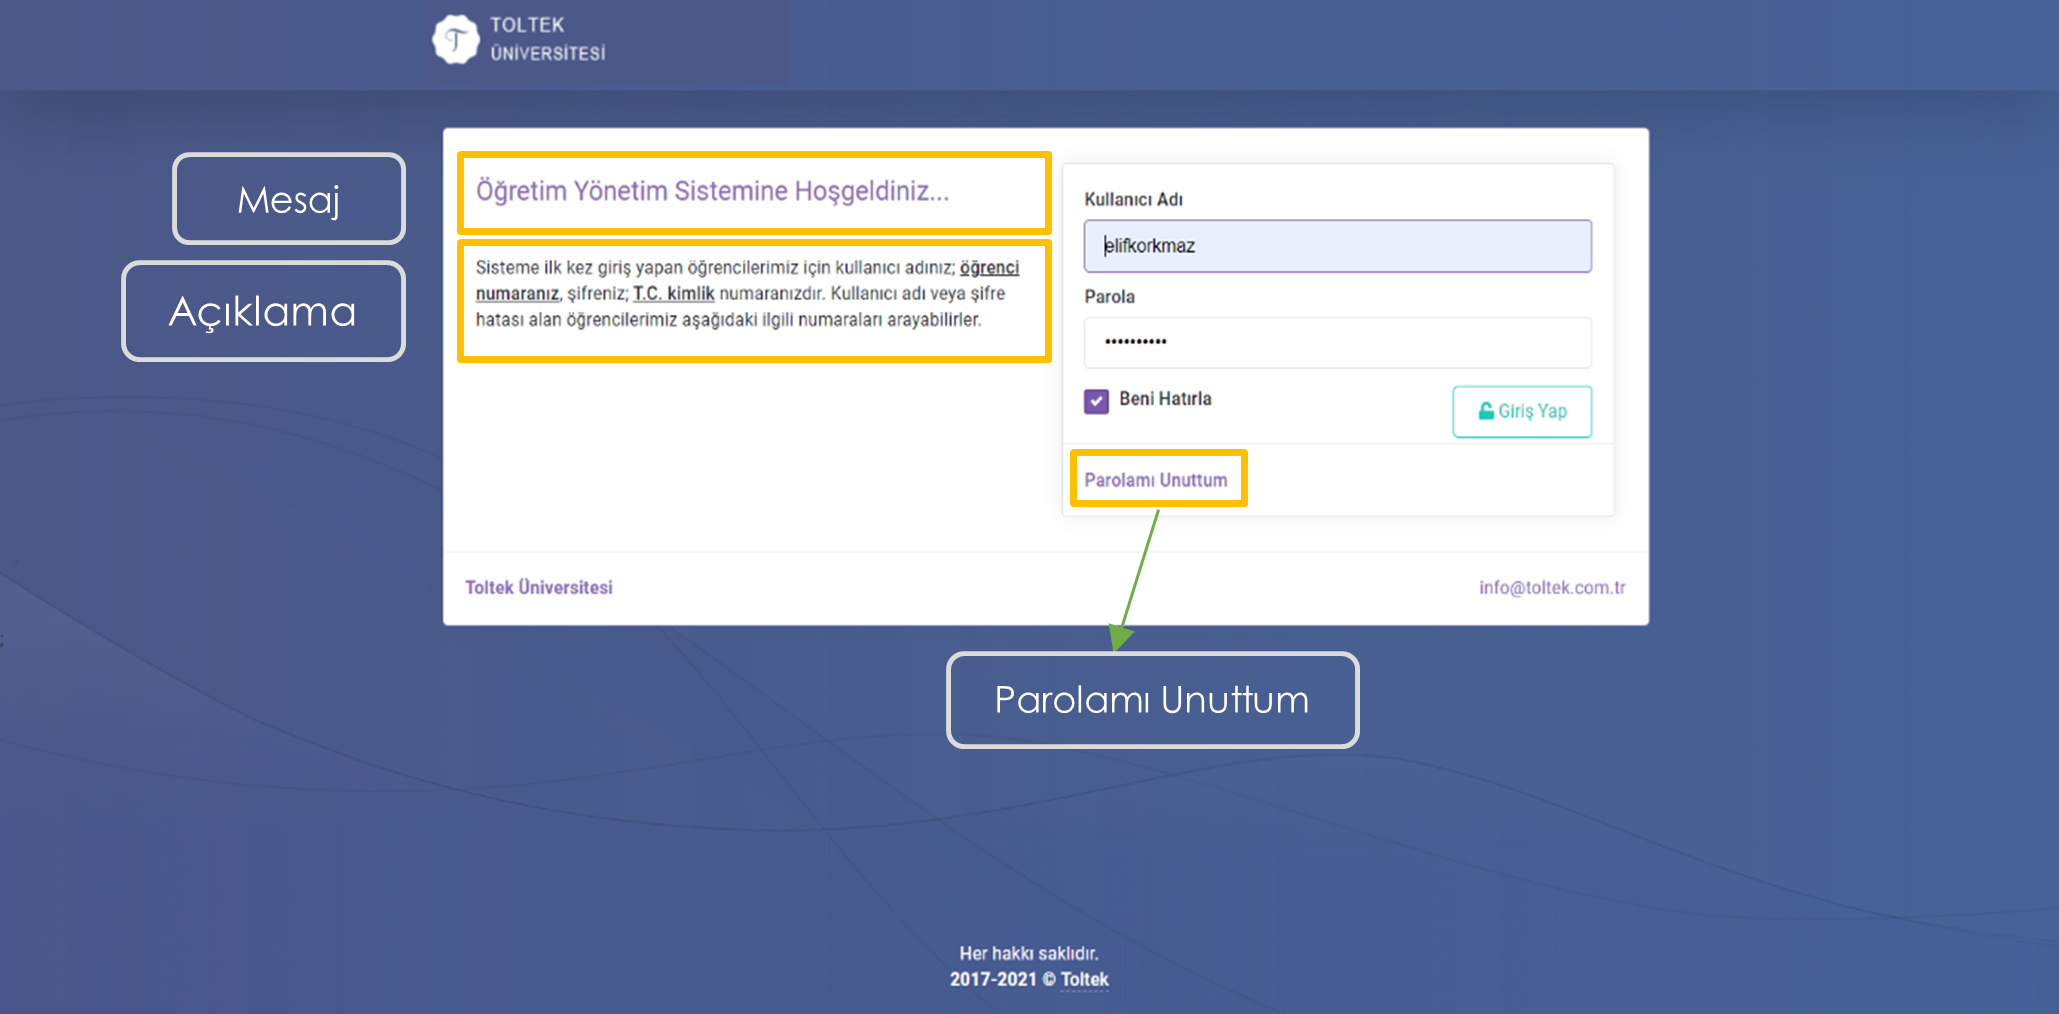 TOLTEK
ÜNİVERSİTESİ
Mesaj
Öğretim Yönetim Sistemine Hoşgeldiniz...
Açıklama
Sisteme ilk kez giriş yapan öğrencilerimiz için kullanıcı adınız; öğrenci
numaranız, şifreniz; T.C. kimlik numaranızdır. Kullanıcı adı veya şifre
hatası alan öğrencilerimiz aşağıdaki ilgili numaraları arayabilirler.
Kullanıcı Adı
elifkorkmaz
Parola
••••••••••
Beni Hatırla
Giriş Yap
Parolamı Unuttum
Toltek Üniversitesi
info@toltek.com.tr
;
Parolamı Unuttum
Her hakkı saklıdır.
2017-2021 © Toltek